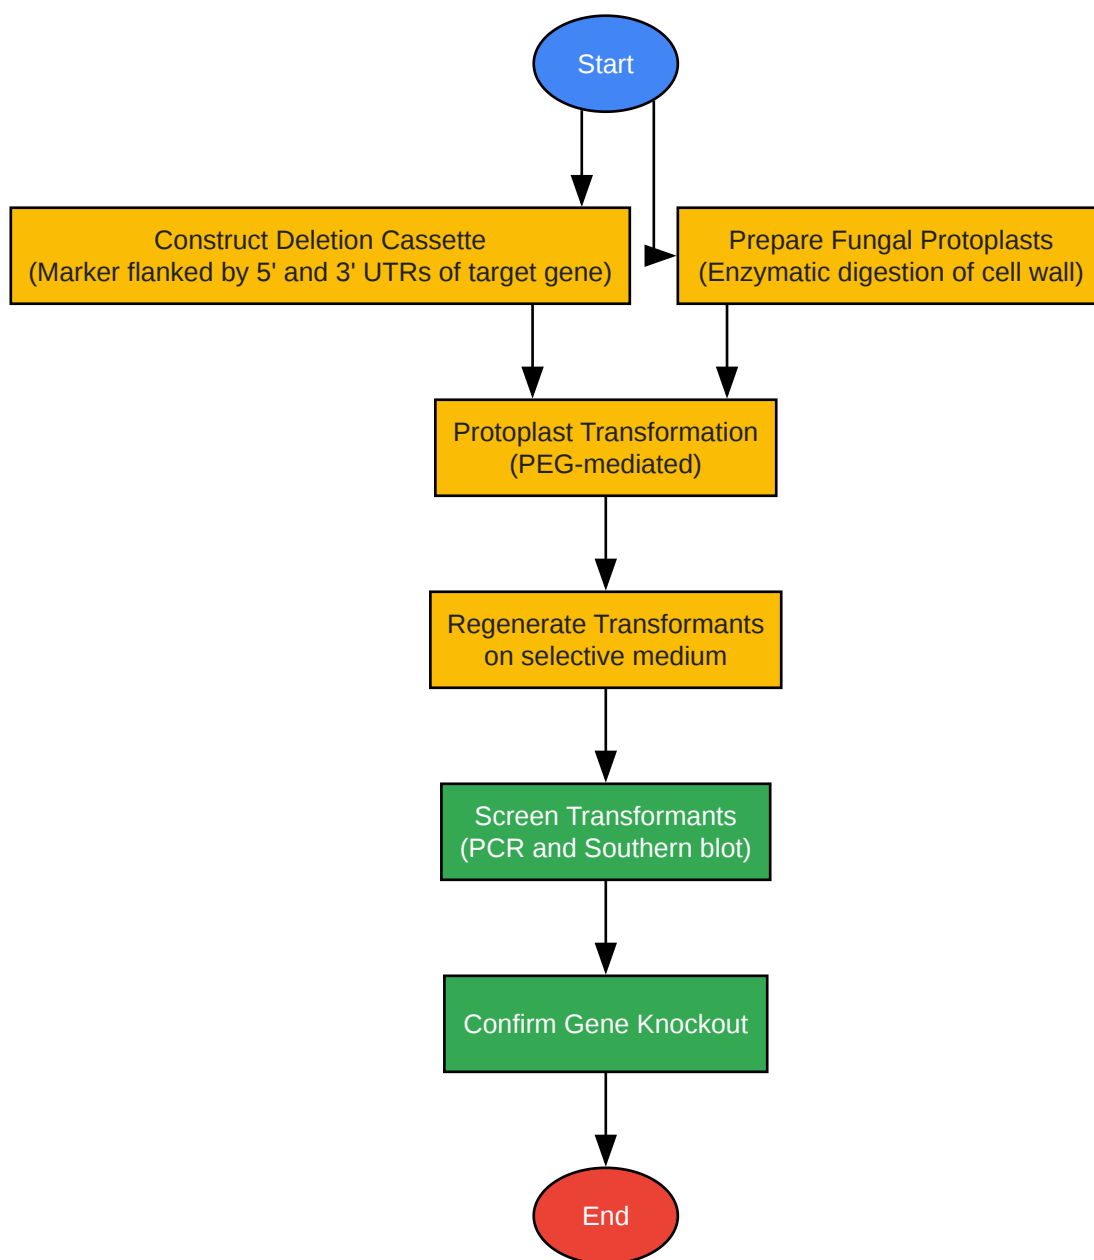 Start
Construct Deletion Cassette
(Marker flanked by 5' and 3' UTRs of target gene)
Prepare Fungal Protoplasts
(Enzymatic digestion of cell wall)
Protoplast Transformation
(PEG-mediated)
Regenerate Transformants
on selective medium
Screen Transformants
(PCR and Southern blot)
Confirm Gene Knockout
End